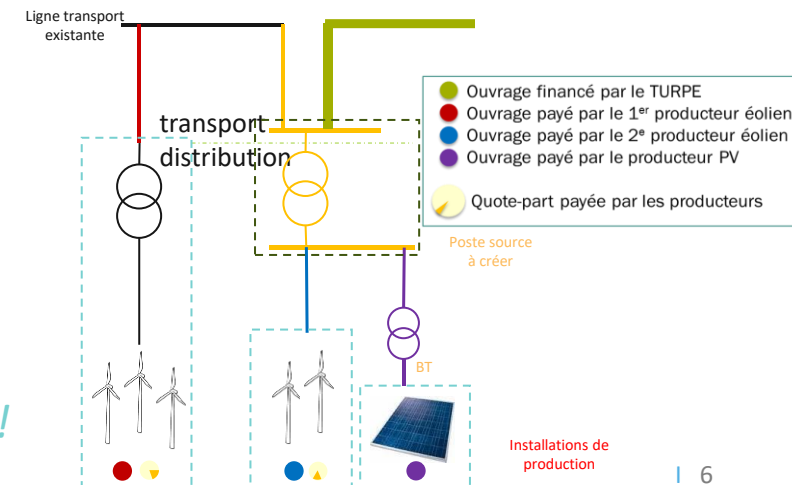 Ligne transport
existante
transport
distribution
Ouvrage financé par le TURPE
Ouvrage payé par le 1er producteur éolien
Ouvrage payé par le 2e producteur éolien
Ouvrage payé par le producteur PV
Quote-part payée par les producteurs
Poste source
à créer
BT
!
Installations de
production
6